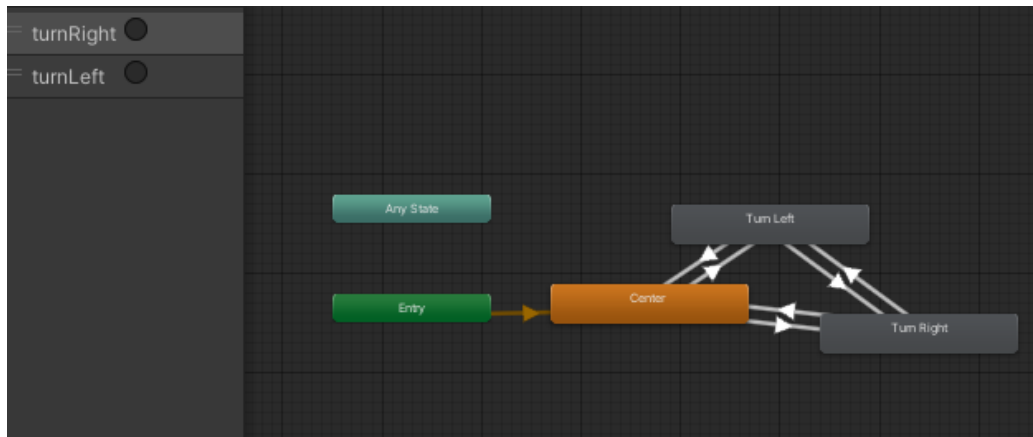 turnRight
turnLeft
Any State
Turn Left
Center
Entry
Turn Right